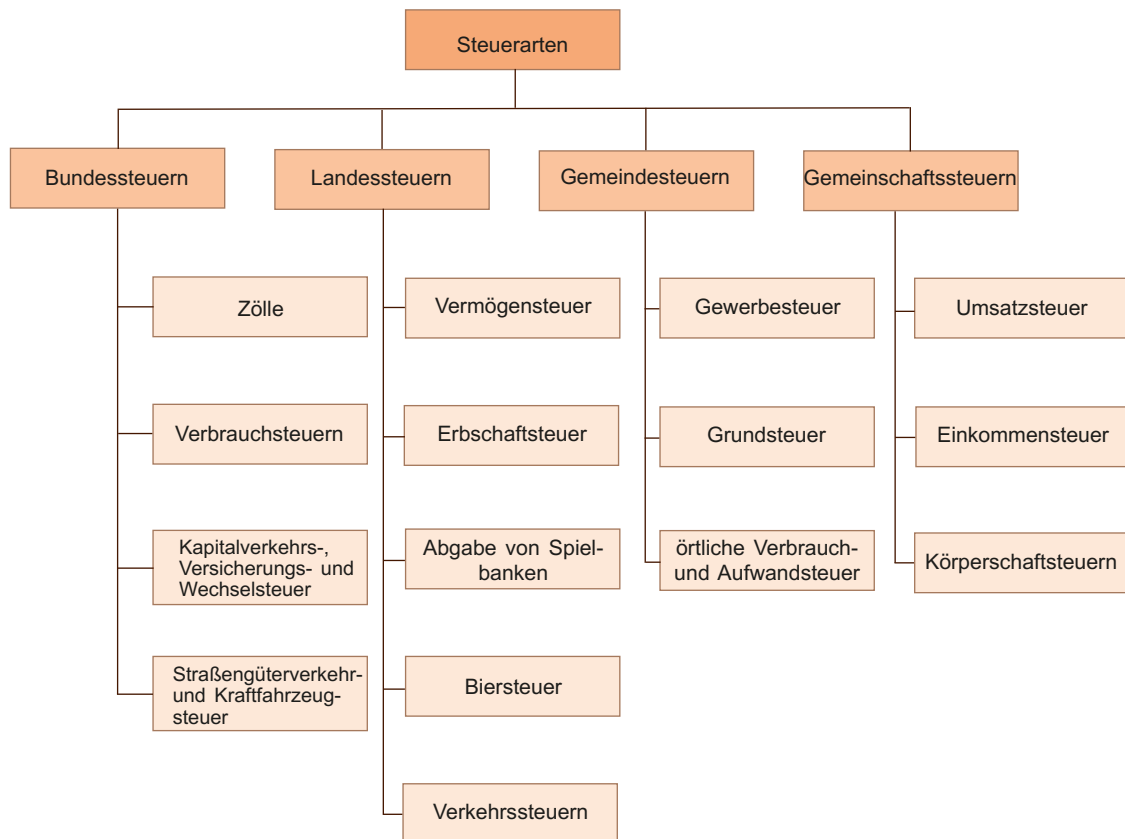 Steuerarten
Bundessteuern
Landessteuern
Gemeindesteuern
Gemeinschaftssteuern
Zölle
Verbrauchsteuern
Kapitalverkehrs-,
Versicherungs- und
Wechselsteuer
Straßengüterverkehr-
und Kraftfahrzeug-
steuer
Vermögensteuer
Erbschaftsteuer
Abgabe von Spiel-
banken
Biersteuer
Verkehrssteuern
Gewerbesteuer
Grundsteuer
örtliche Verbrauch-
und Aufwandsteuer
Umsatzsteuer
Einkommensteuer
Körperschaftsteuern